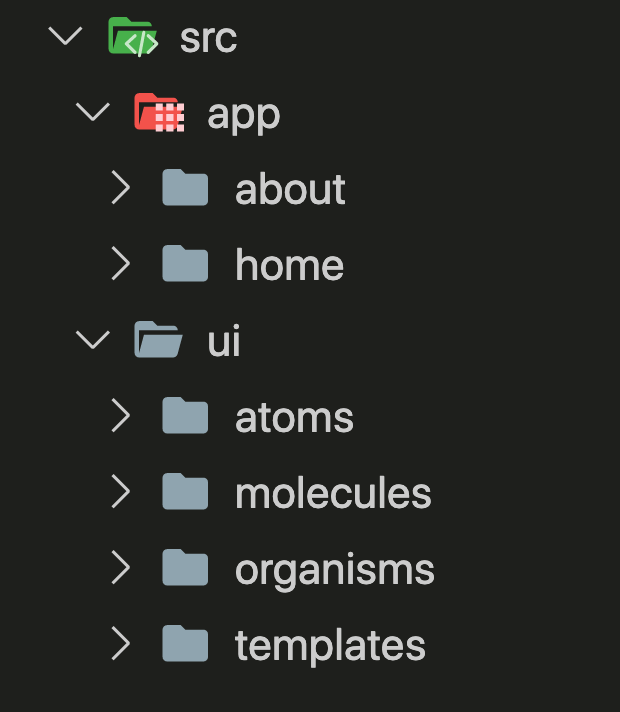 src
app
about
home
ui
atoms
molecules
organisms
templates